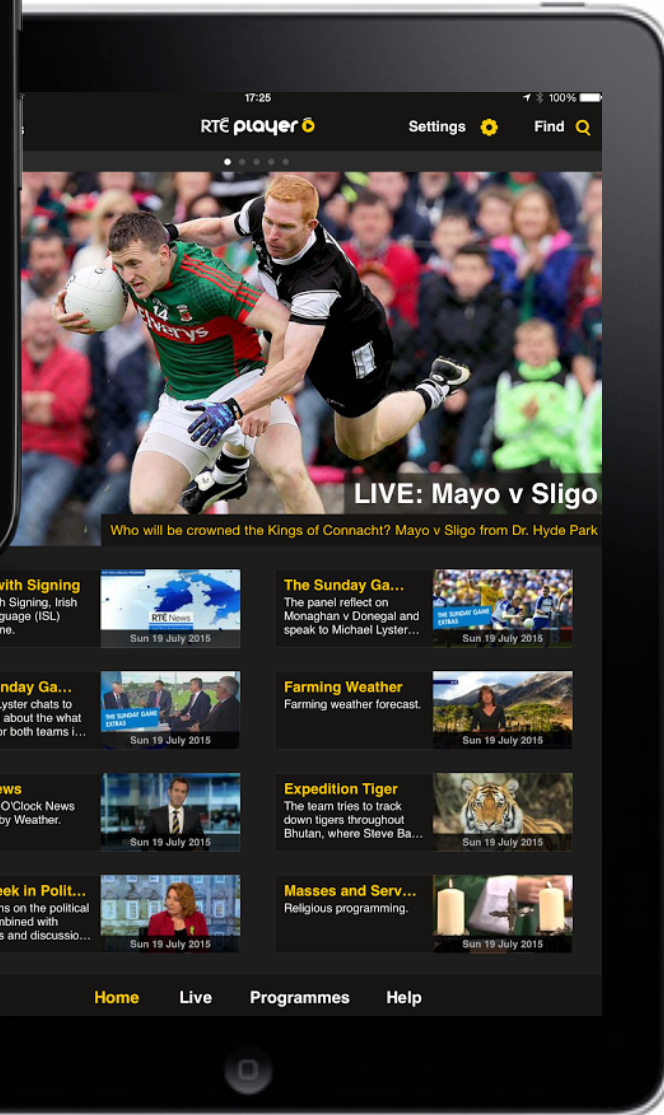 17:25
100%
RTÉ player
Settings
Find
14
Elverys
LIVE: Mayo v Sligo
Who will be crowned the Kings of Connacht? Mayo v Sligo from Dr. Hyde Park
with Signing
h Signing, Irish
guage (ISL)
ne.
RTÉ News
Sun 19 July 2015
The Sunday Ga...
The panel reflect on
Monaghan v Donegal and
speak to Michael Lyster...
THE SUNDAY GAME
EXTRAS
Sun 19 July 2015
nday Ga...
Lyster chats to
about the what
or both teams i...
THE SUNDAY GAME
EXTRAS
Sun 19 July 2015
Farming Weather
Farming weather forecast.
Sun 19 July 2015
ews
O'Clock News
by Weather.
Sun 19 July 2015
Expedition Tiger
The team tries to track
down tigers throughout
Bhutan, where Steve Ba...
Sun 19 July 2015
eek in Polit...
ns on the political
mbined with
s and discussio...
Sun 19 July 2015
Masses and Serv...
Religious programming.
Sun 19 July 2015
Home
Live
Programmes
Help